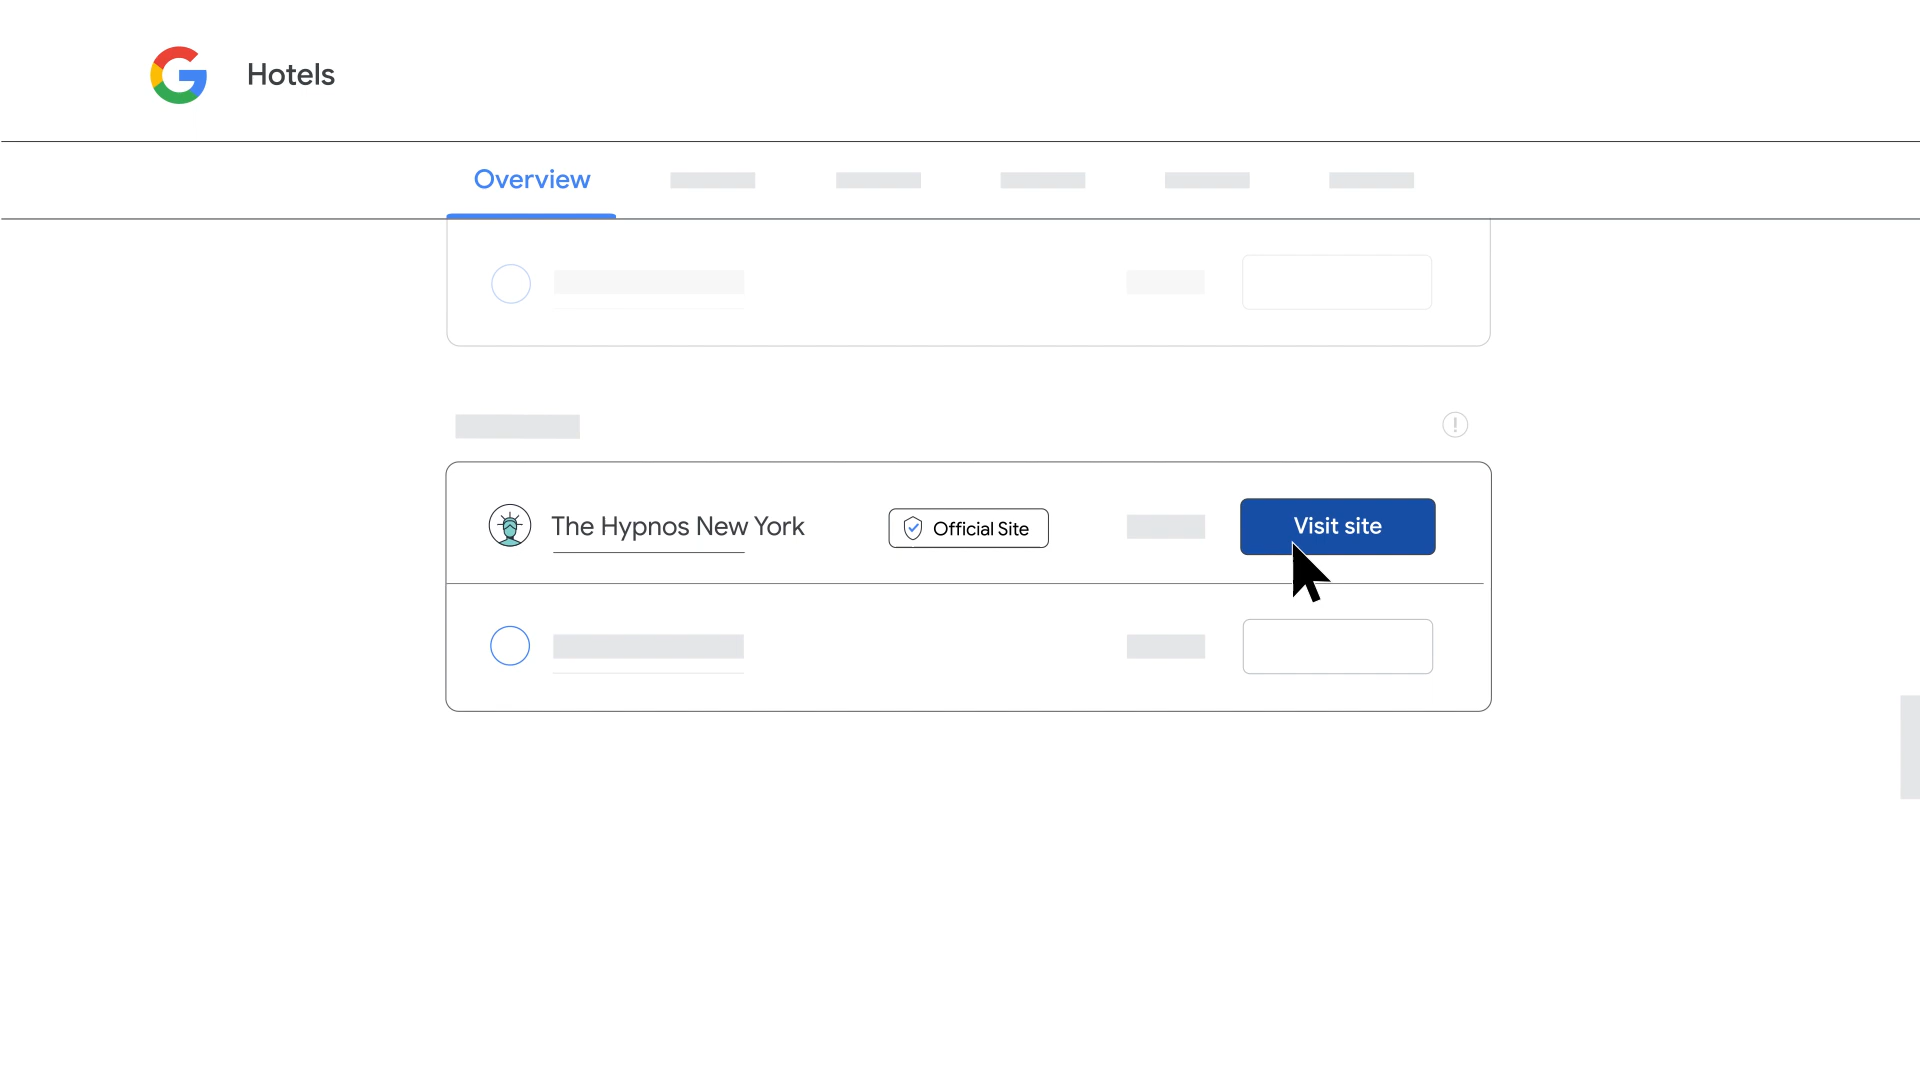 Hotels
Overview
The Hypnos New York
Official Site
Visit site